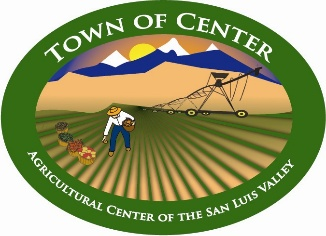 TOWN OF CENTER
AGRICULTURAL CENTER OF THE SAN LUIS VALLEY